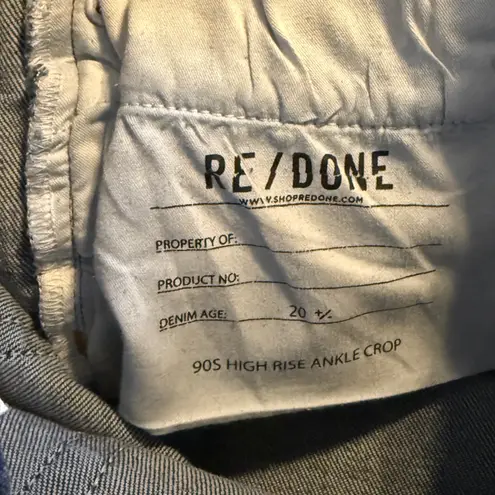 RE/DONE
WWW.SHOPREDONE.COM
PROPERTY OF:
PRODUCT NO:
DENIM AGE: 20 +/-
90S HIGH RISE ANKLE CROP